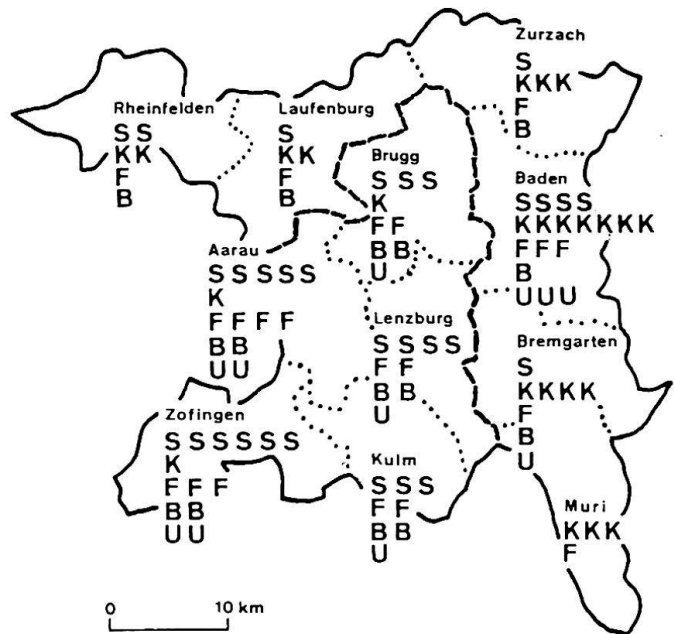 Zurzach
S
KKKK
F
B
Rheinfelden
SS
KK
F
B
Laufenburg
S
KK
F
B
Brugg
SSS
K
FF
BB
U
Baden
SSSS
KKKKKKK
FFF
B
UUU
Aarau
SSSSS
K
FFFF
BB
UU
Lenzburg
SSSS
FF
BB
U
Bremgarten
S
KKKKK
F
B
U
Zofingen
SSSSSS
K
FFF
BB
UU
Kulm
SSS
FF
BB
U
Muri
KKK
F
0 10 km